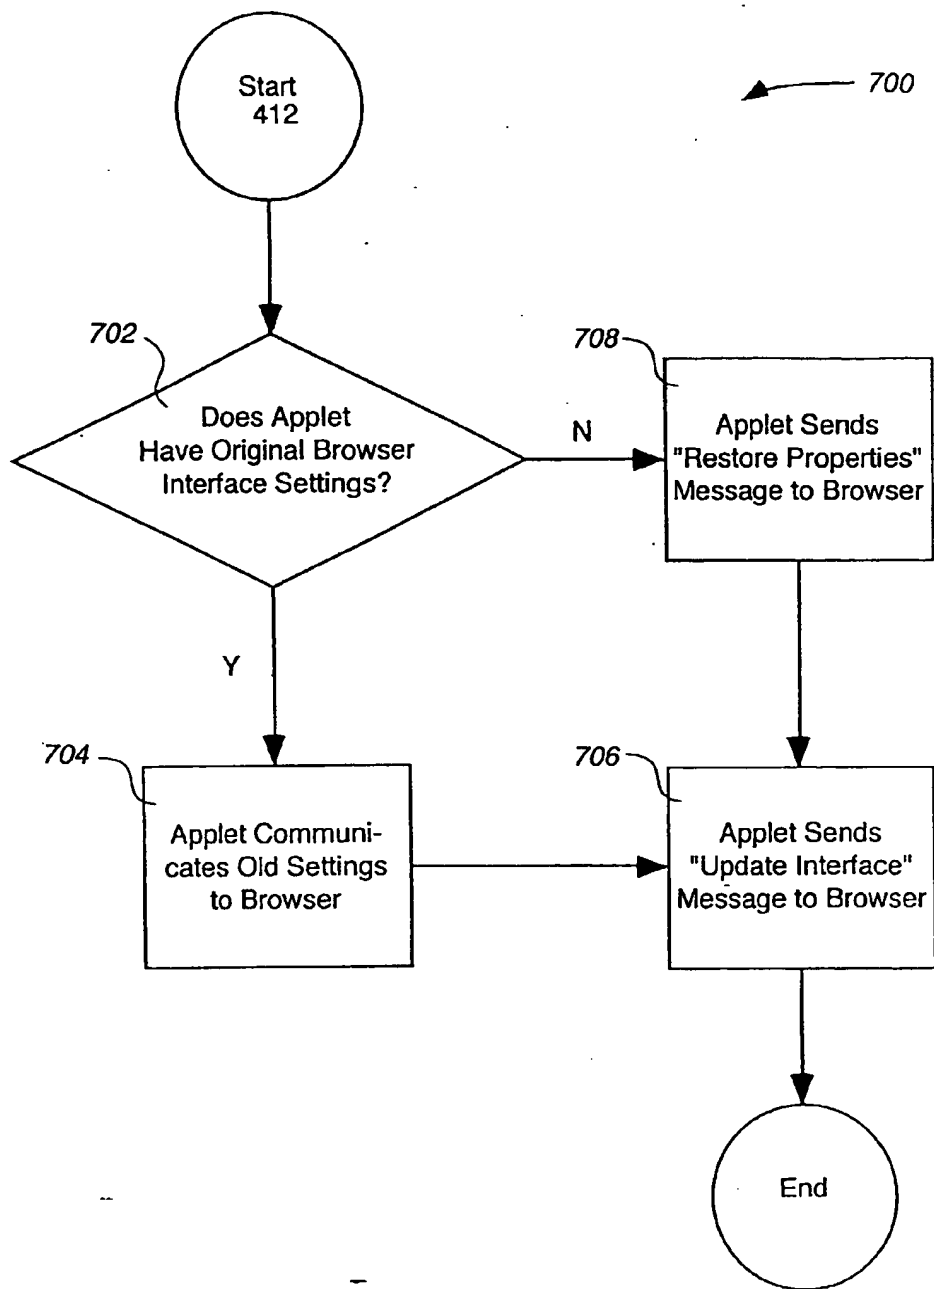 Start
412
700
702
Does Applet
Have Original Browser
Interface Settings?
N
708
Applet Sends
"Restore Properties"
Message to Browser
Y
704
Applet Communi-
cates Old Settings
to Browser
706
Applet Sends
"Update Interface"
Message to Browser
End